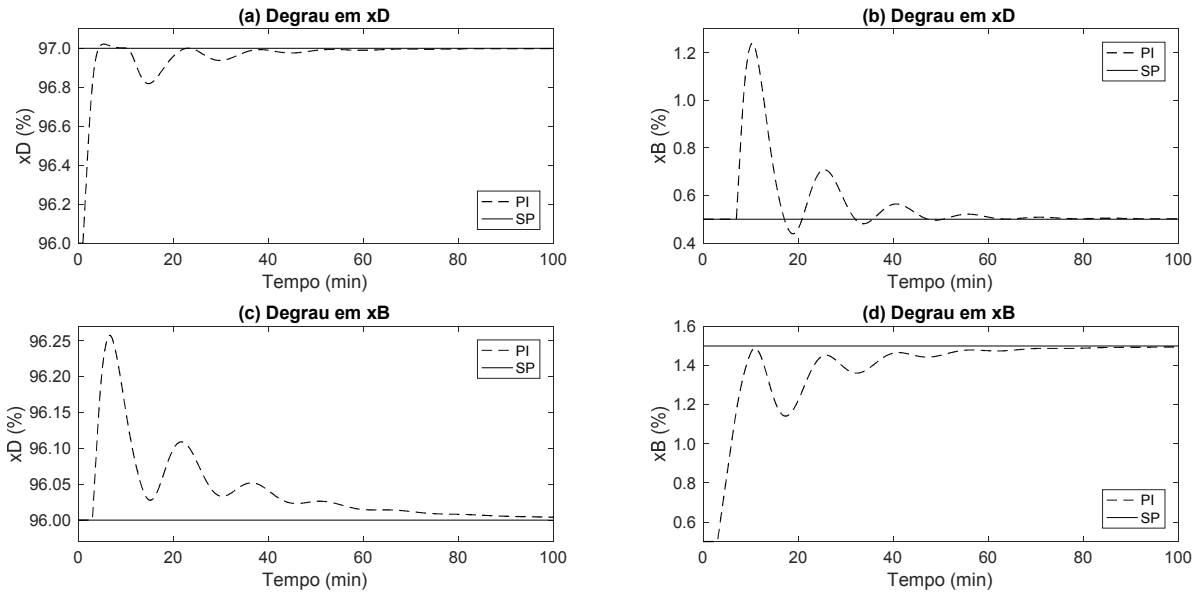 (a) Degrau em xD
97.0
96.8
96.6
96.4
96.2
96.0
xD (%)
PI
SP
0 20 40 60 80 100
Tempo (min)
(b) Degrau em xD
1.2
1.0
0.8
0.6
0.4
xB (%)
PI
SP
0 20 40 60 80 100
Tempo (min)
(c) Degrau em xB
96.25
96.20
96.15
96.10
96.05
96.00
xD (%)
PI
SP
0 20 40 60 80 100
Tempo (min)
(d) Degrau em xB
1.6
1.4
1.2
1.0
0.8
0.6
xB (%)
PI
SP
0 20 40 60 80 100
Tempo (min)